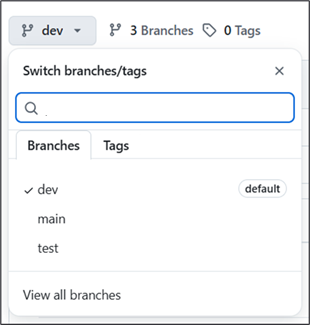 dev 3 Branches 0 Tags
Switch branches/tags
Branches Tags
dev default
main
test
View all branches